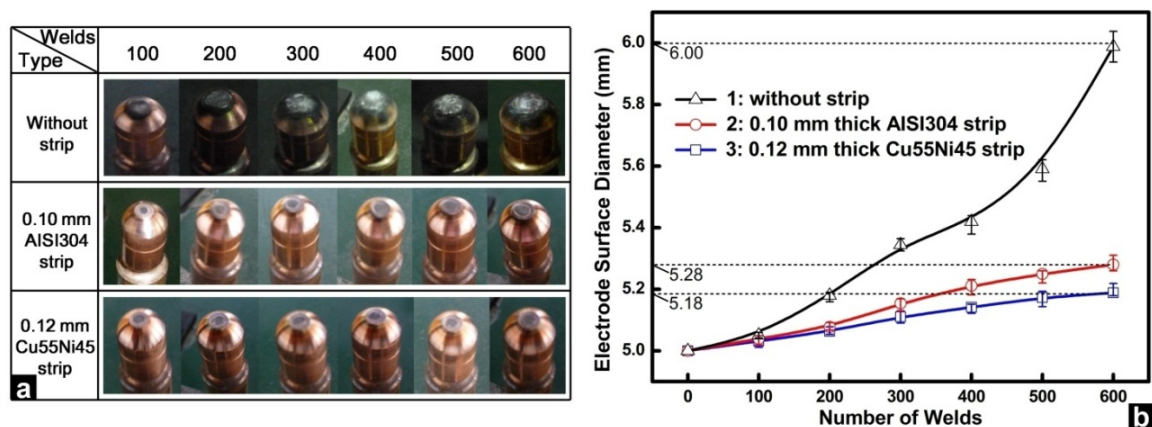 Welds
Type
100 200 300 400 500 600
Without
strip
0.10 mm
AISI304
strip
0.12 mm
Cu55Ni45
strip
a
Electrode Surface Diameter (mm)
6.0
5.8
5.6
5.4
5.2
5.0
6.00
5.28
5.18
1: without strip
2: 0.10 mm thick AISI304 strip
3: 0.12 mm thick Cu55Ni45 strip
0 100 200 300 400 500 600
Number of Welds
b